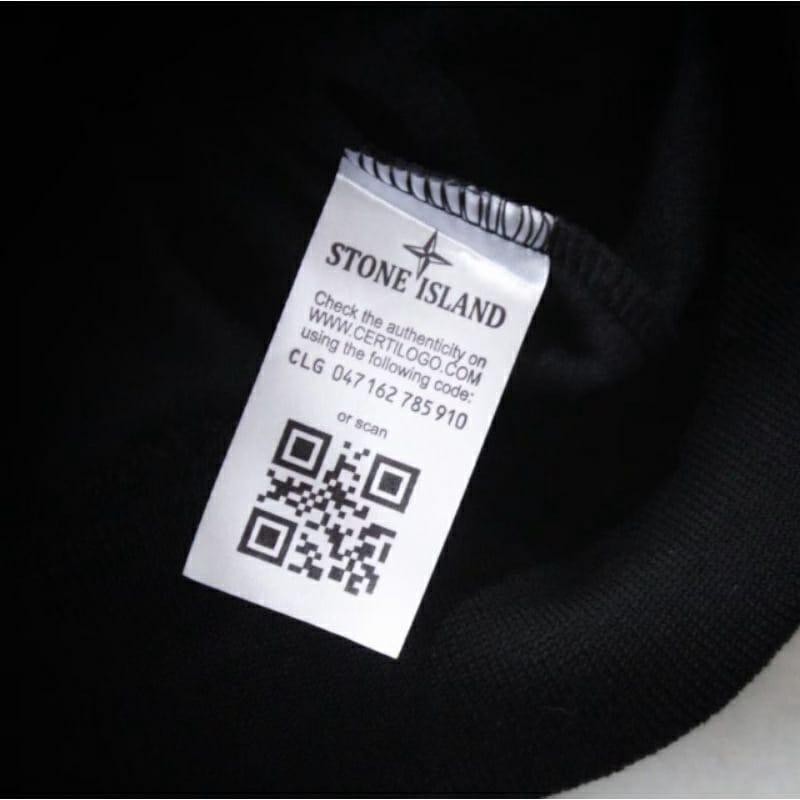 STONE ISLAND
Check the authenticity on
WWW.CERTILOGO.COM
using the following code:
CLG 047 162 785 910
or scan